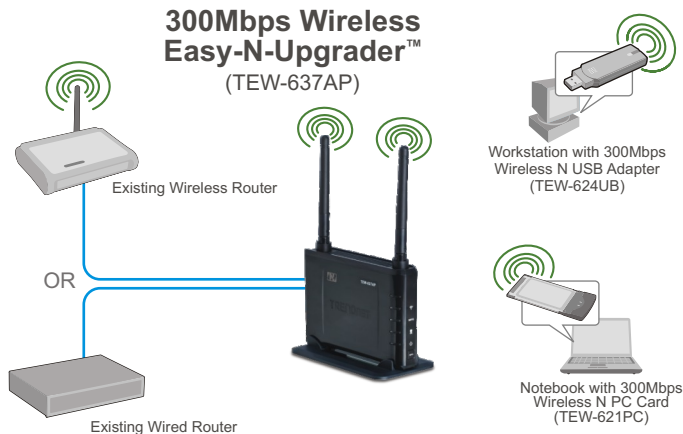 300Mbps Wireless
Easy-N-Upgrader™
(TEW-637AP)
Existing Wireless Router
OR
Existing Wired Router
Workstation with 300Mbps
Wireless N USB Adapter
(TEW-624UB)
Notebook with 300Mbps
Wireless N PC Card
(TEW-621PC)